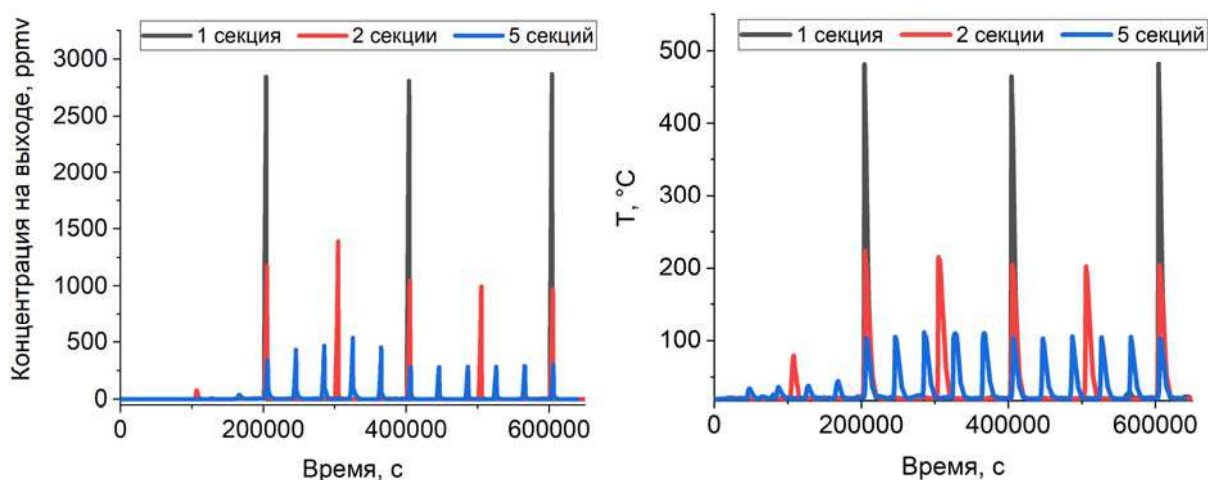 1 секция 2 секции 5 секций
Концентрация на выходе, ppmv
3000
2500
2000
1500
1000
500
0
0 200000 400000 600000
Время, с
1 секция 2 секции 5 секций
T, °C
500
400
300
200
100
0 200000 400000 600000
Время, с